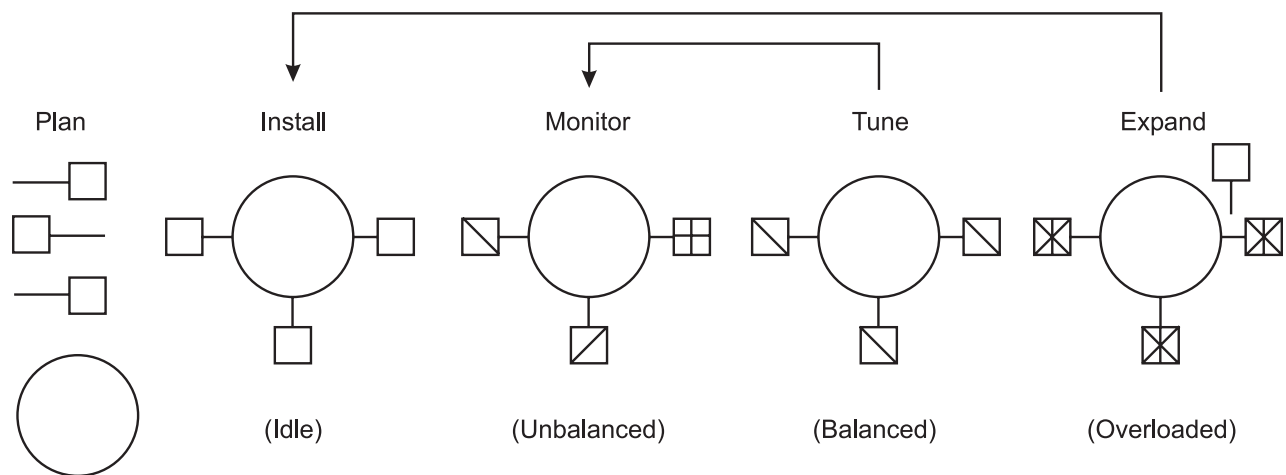 Plan
Install
Monitor
Tune
Expand
(Idle)
(Unbalanced)
(Balanced)
(Overloaded)